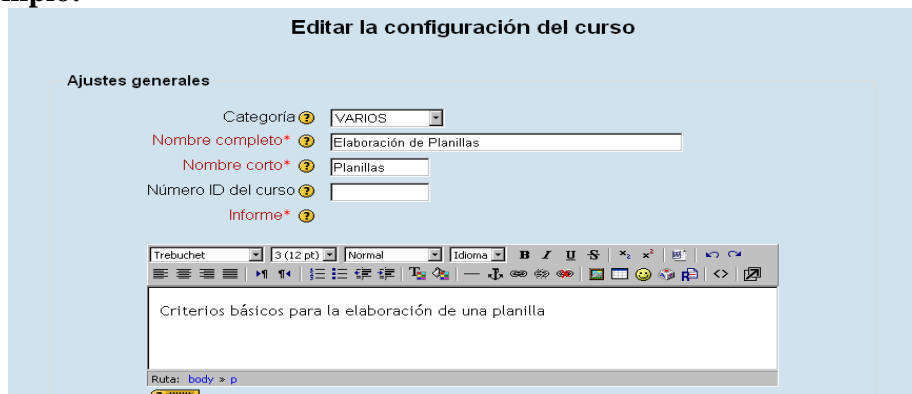 Editar la configuración del curso
Ajustes generales
Categoría VARIOS
Nombre completo* Elaboración de Planillas
Nombre corto* Planillas
Número ID del curso
Informe*
Trebuchet 3 (12 pt) Normal Idioma B I U S x₂ x²
Criterios básicos para la elaboración de una planilla
Ruta: body » p